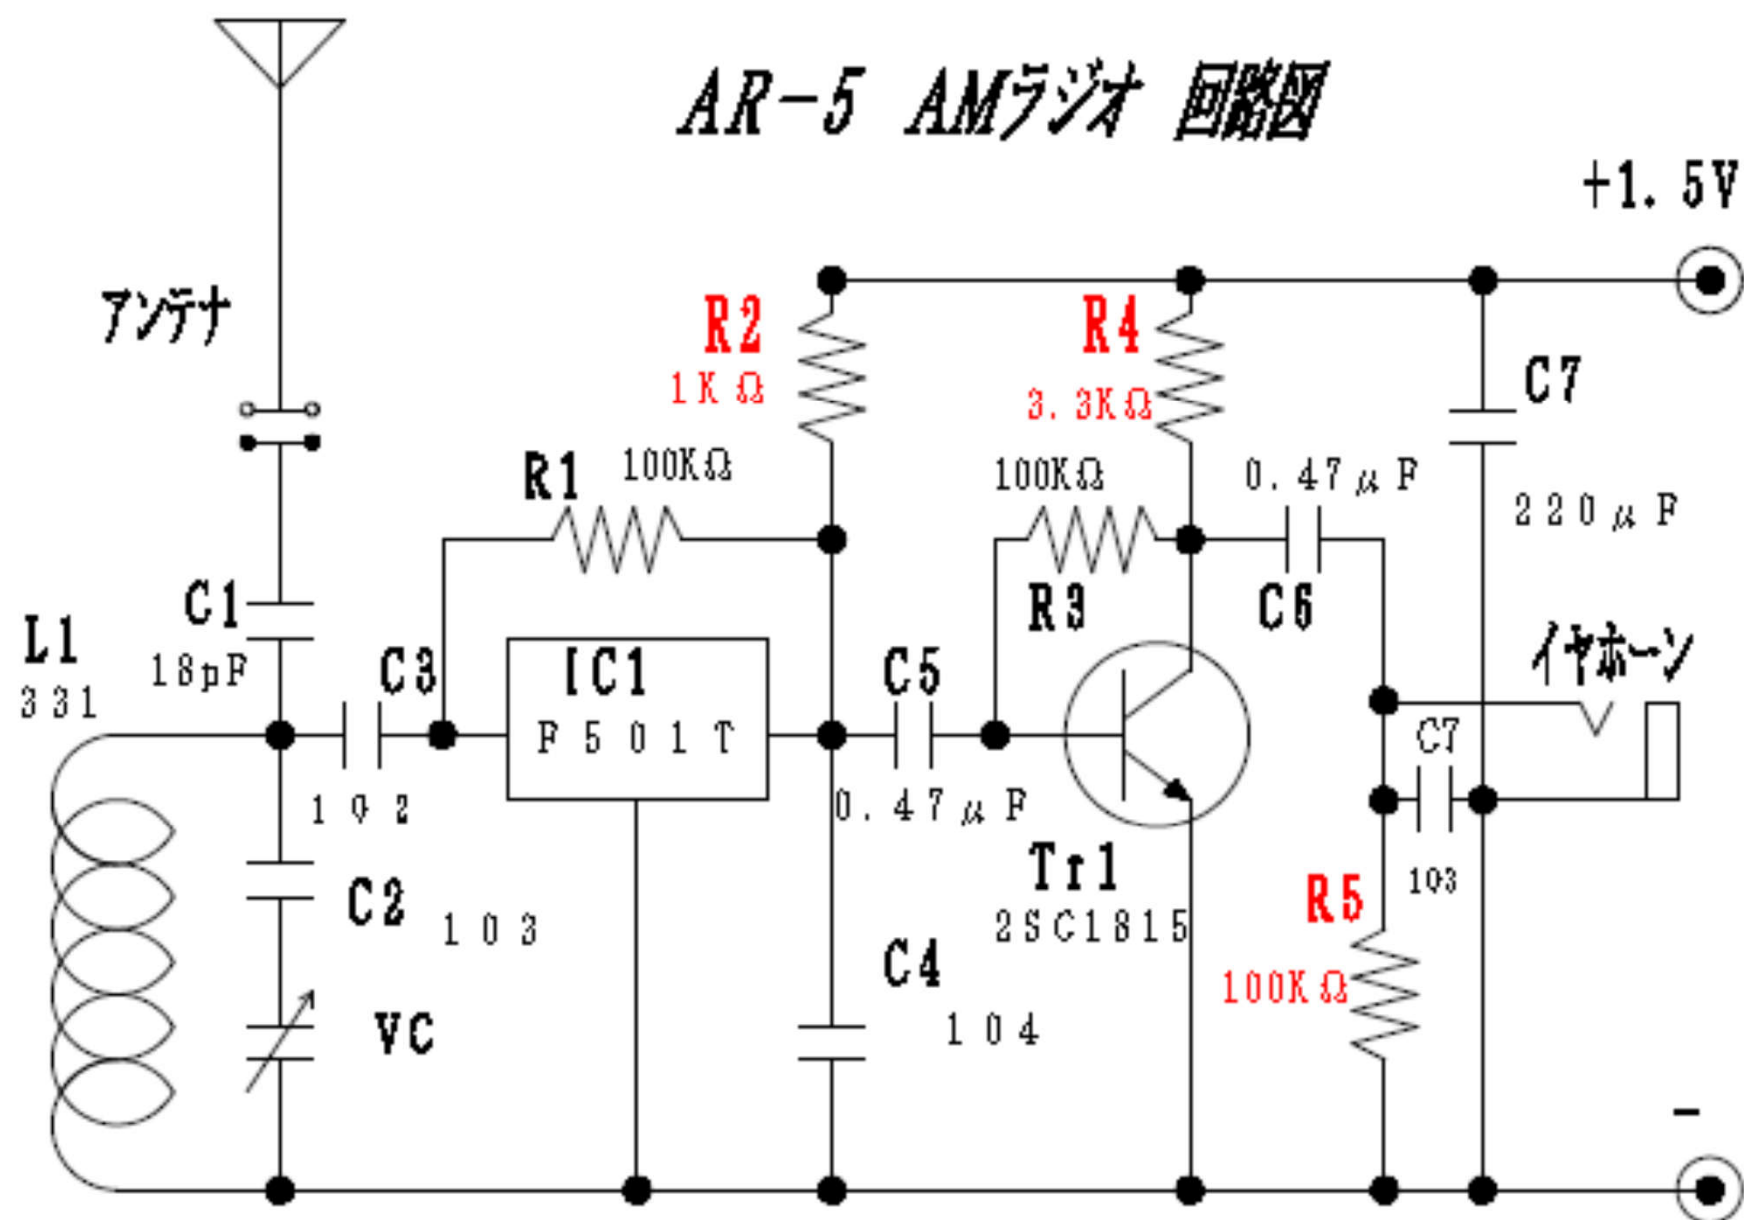 AR-5 AMラジオ 回路図
+1.5V
アンテナ
R2
1KΩ
R4
3.3KΩ
C7
220μF
R1
100KΩ
100KΩ
R3
0.47μF
C6
C1
18pF
L1
331
C3
102
IC1
F501T
C5
0.47μF
イヤホーン
C7
103
Tr1
2SC1815
C2
103
R5
100KΩ
C4
104
VC
-